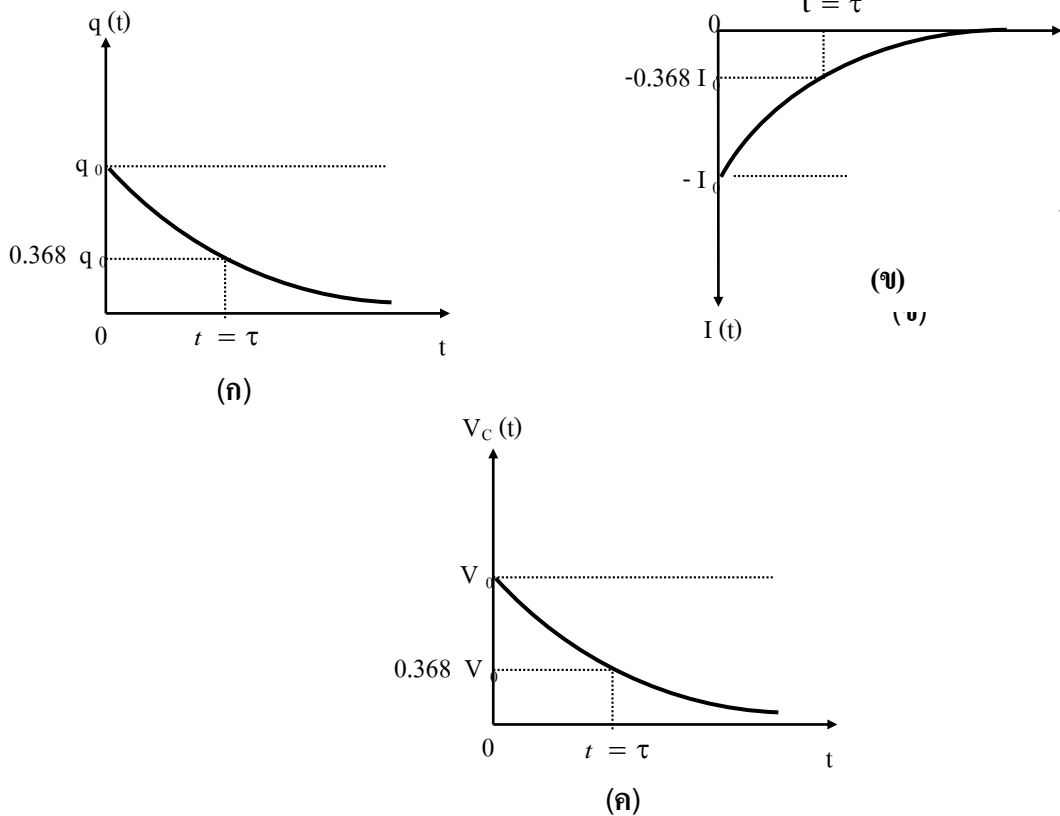 q (t)
q 0
0.368 q 0
0
t = τ
t
(ก)
t = τ
0
-0.368 I 0
- I 0
(ข)
I (t)
V C (t)
V 0
0.368 V 0
0
t = τ
t
(ค)